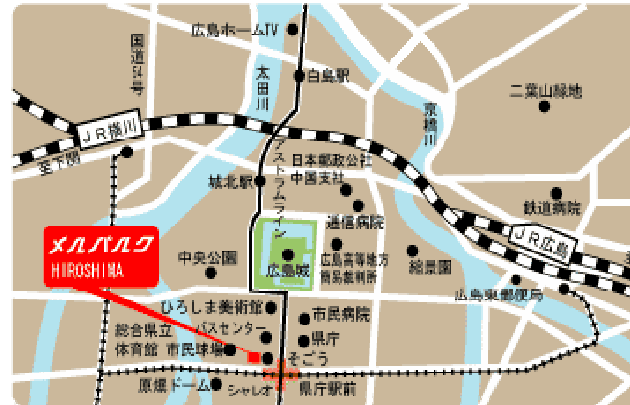 広島ホームTV
国道54号
太田川
白島駅
京橋川
二葉山緑地
JR横川
至下関
アストラムライン
日本郵政公社
中国支社
城北駅
逓信病院
鉄道病院
JR広島
メルパルク
HIROSHIMA
中央公園
広島城
広島高等地方
簡易裁判所
縮景園
広島東郵便局
ひろしま美術館
市民病院
総合県立
体育館
バスセンター
県庁
市民球場
そごう
原爆ドーム
シャレオ
県庁駅前